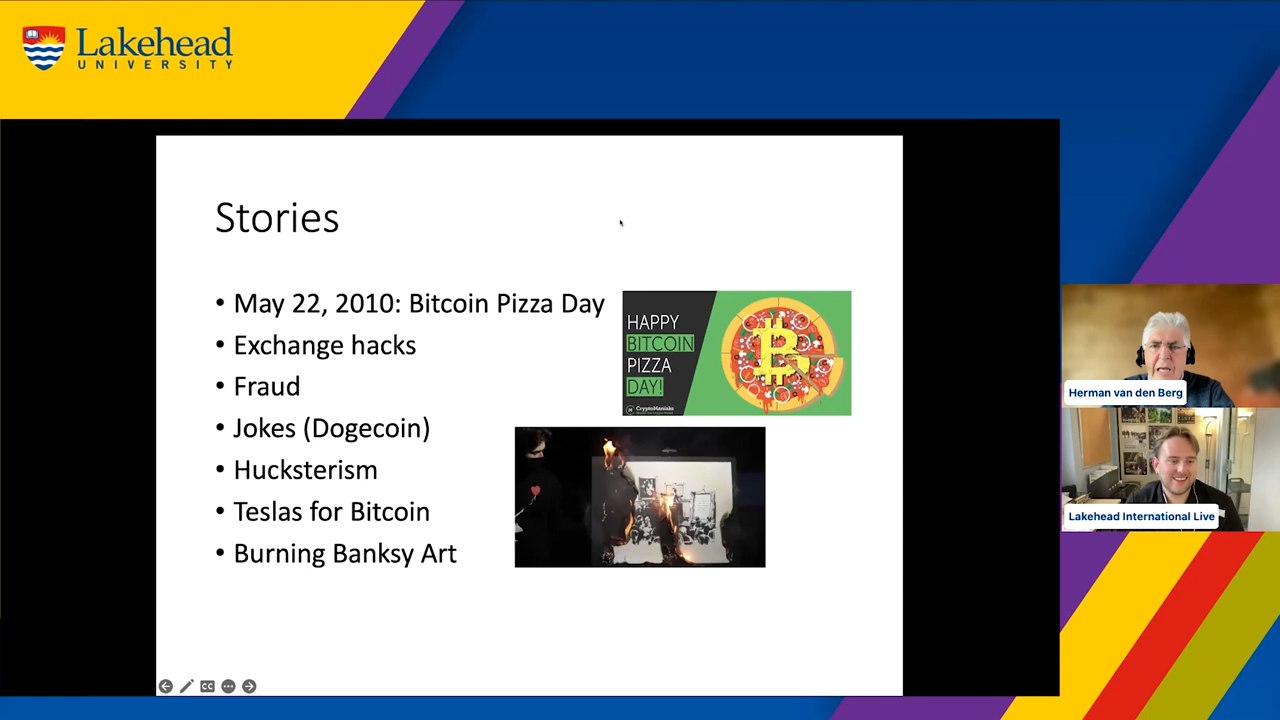 Lakehead
UNIVERSITY
Stories
• May 22, 2010: Bitcoin Pizza Day
• Exchange hacks
• Fraud
• Jokes (Dogecoin)
• Hucksterism
• Teslas for Bitcoin
• Burning Banksy Art
HAPPY
BITCOIN
PIZZA
DAY!
CryptoManiaks
CC
Herman van den Berg
Lakehead International Live